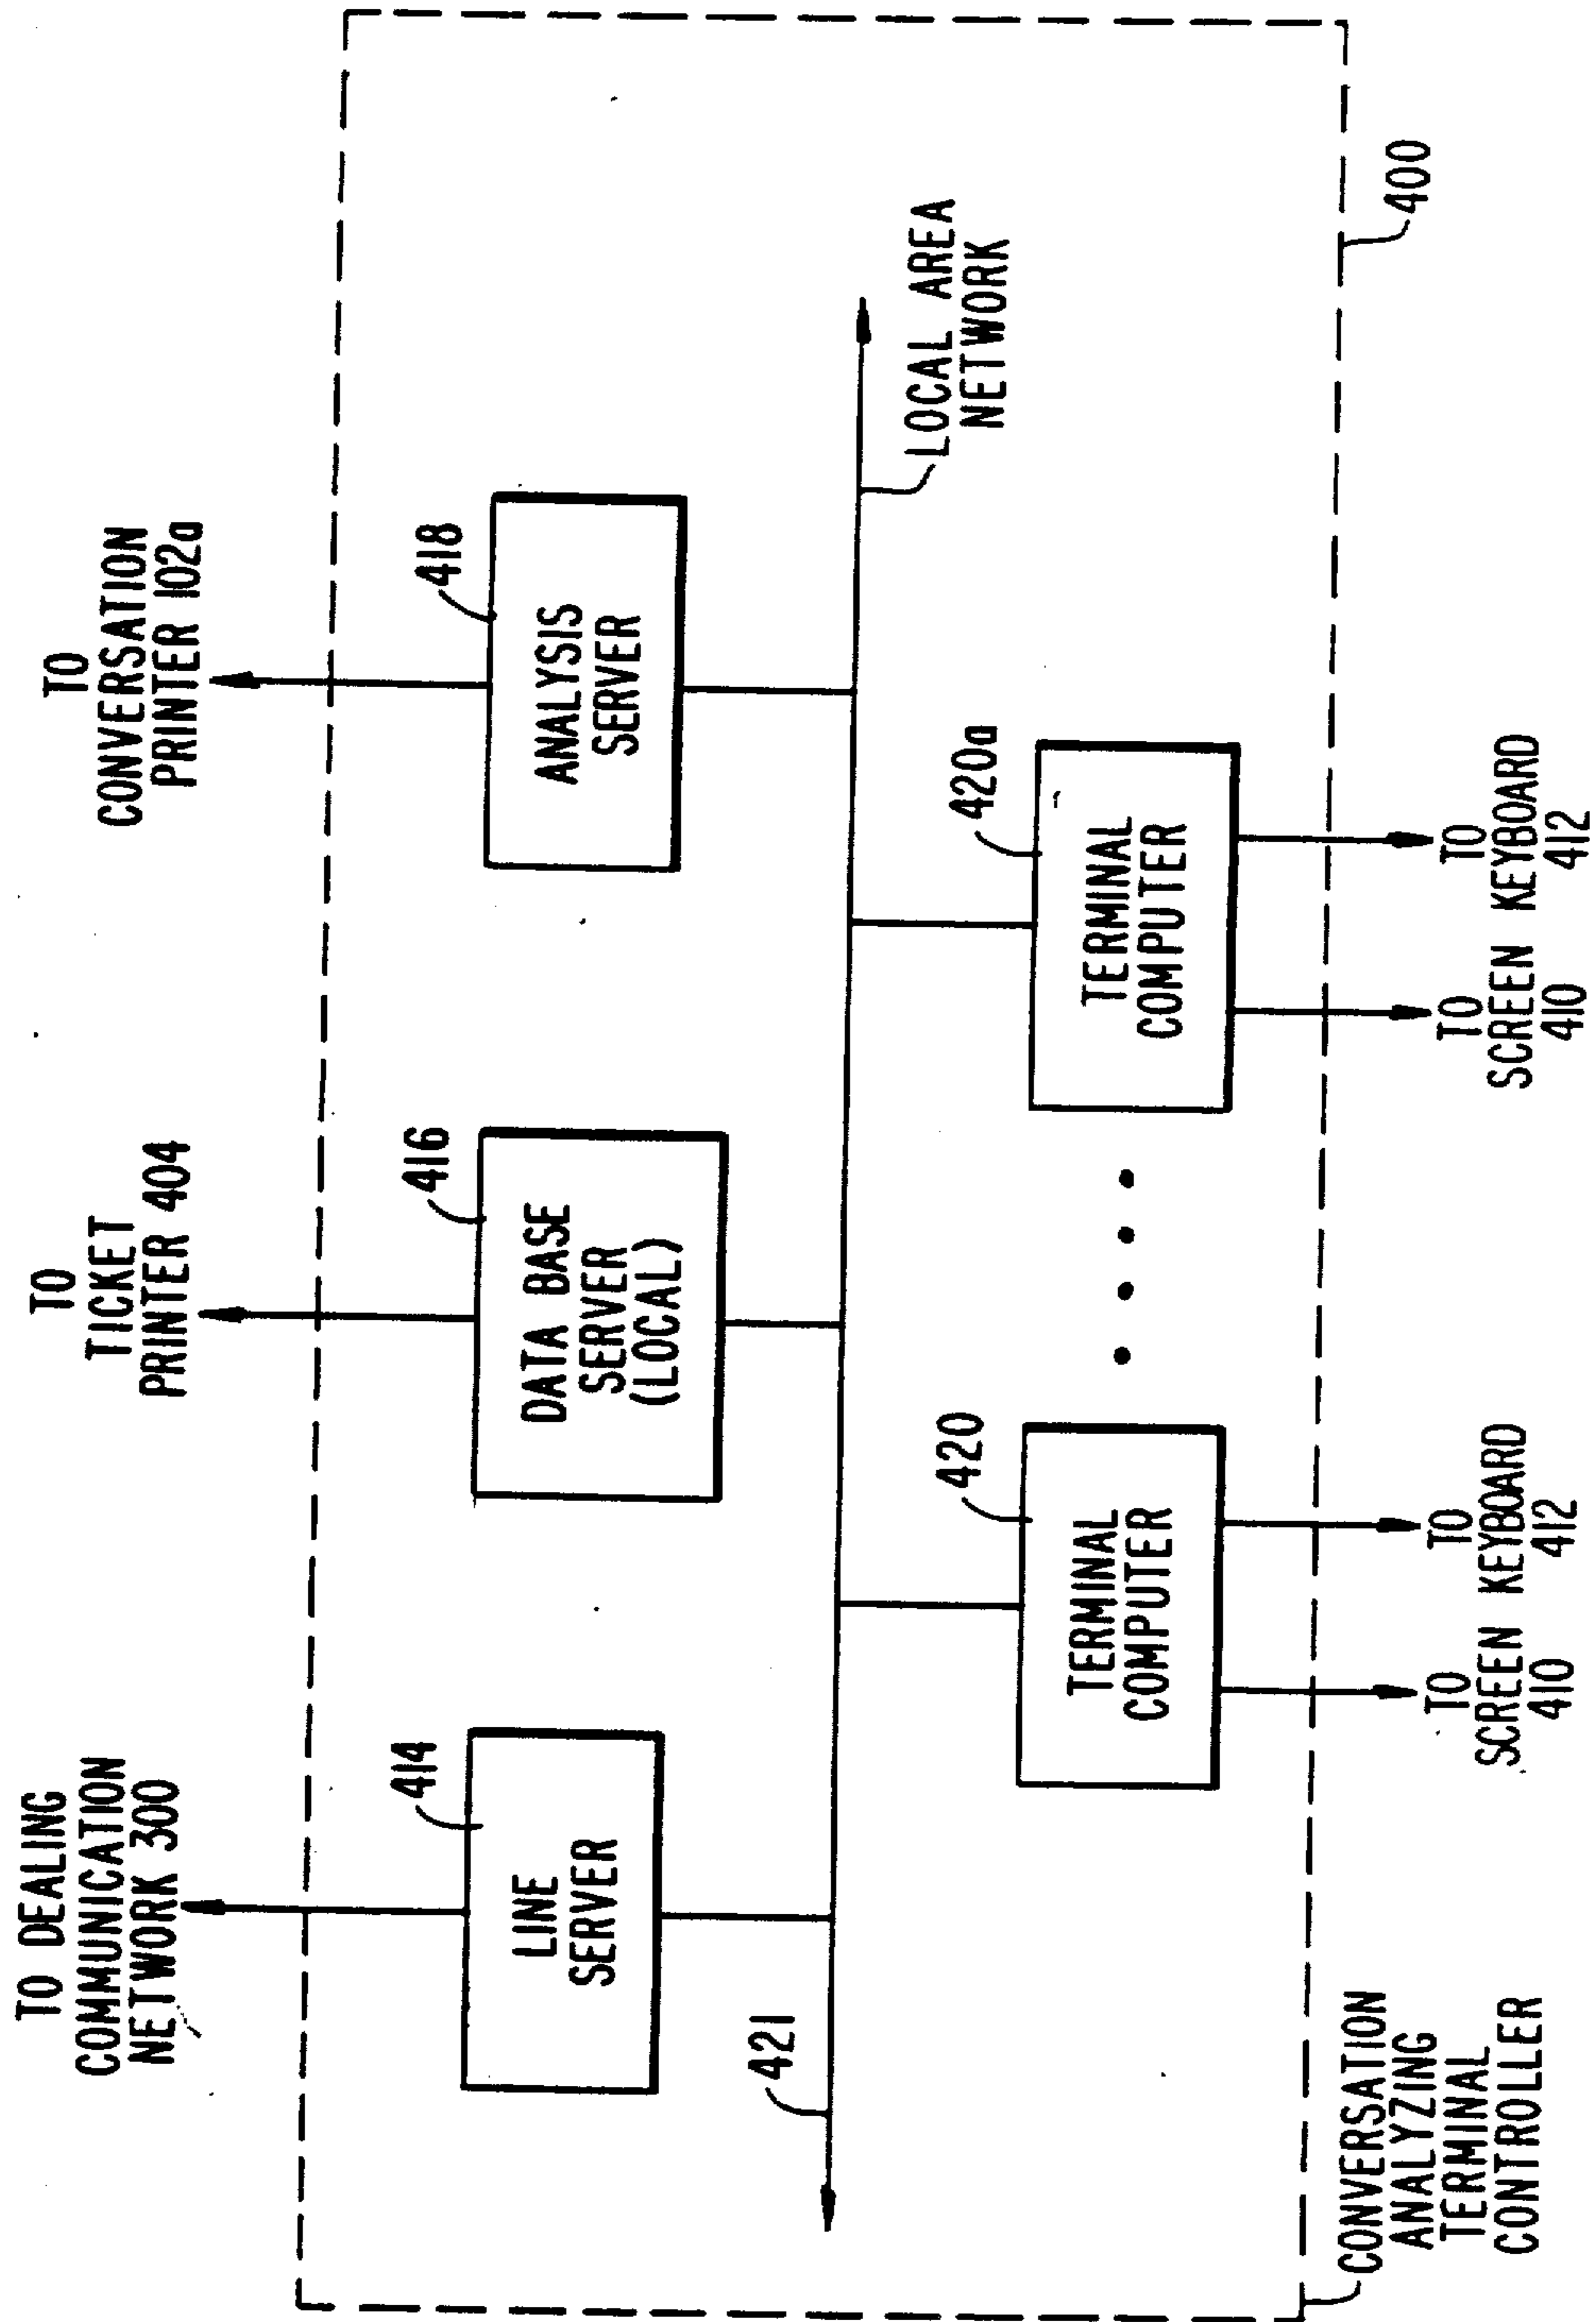 TO DEALING
COMMUNICATION
NETWORK 300
TO
TICKET
PRINTER 404
TO
CONVERSATION
PRINTER 102a
414
LINE
SERVER
416
DATA BASE
SERVER
(LOCAL)
418
ANALYSIS
SERVER
421
LOCAL AREA
NETWORK
420
TERMINAL
COMPUTER
420a
TERMINAL
COMPUTER
TO
SCREEN
410
TO
KEYBOARD
412
TO
SCREEN
410
TO
KEYBOARD
412
CONVERSATION
ANALYZING
TERMINAL
CONTROLLER
400